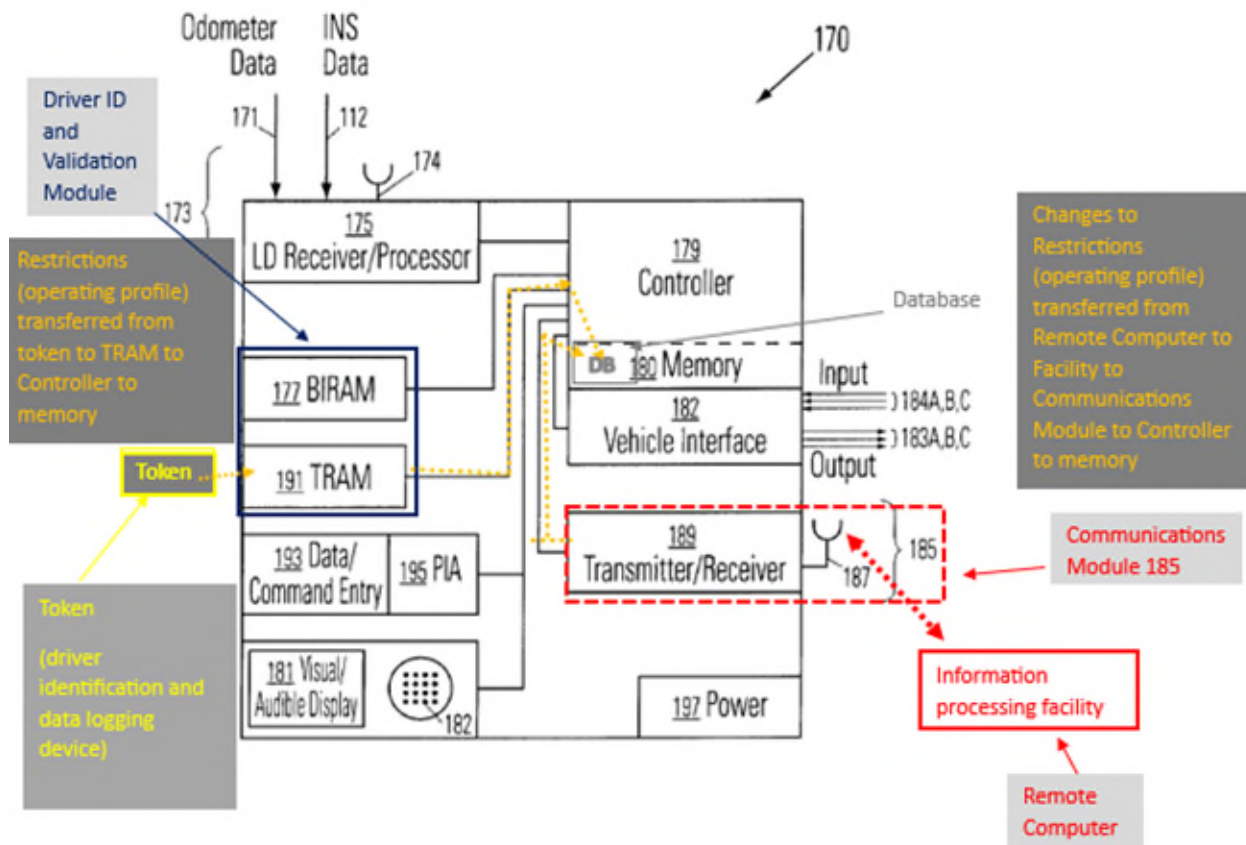 Odometer
Data
INS
Data
170
Driver ID
and
Validation
Module
171
112
174
173
175
LD Receiver/Processor
179
Controller
Restrictions
(operating profile)
transferred from
token to TRAM to
Controller to
memory
Changes to
Restrictions
(operating profile)
transferred from
Remote Computer to
Facility to
Communications
Module to Controller
to memory
Database
DB
180 Memory
177 BIRAM
Input
184A,B,C
182
Vehicle Interface
183A,B,C
Output
Token
191 TRAM
189
Transmitter/Receiver
187
185
Communications
Module 185
193 Data/
Command Entry
195 PIA
Token
(driver
identification and
data logging
device)
181 Visual/
Audible Display
182
197 Power
Information
processing facility
Remote
Computer